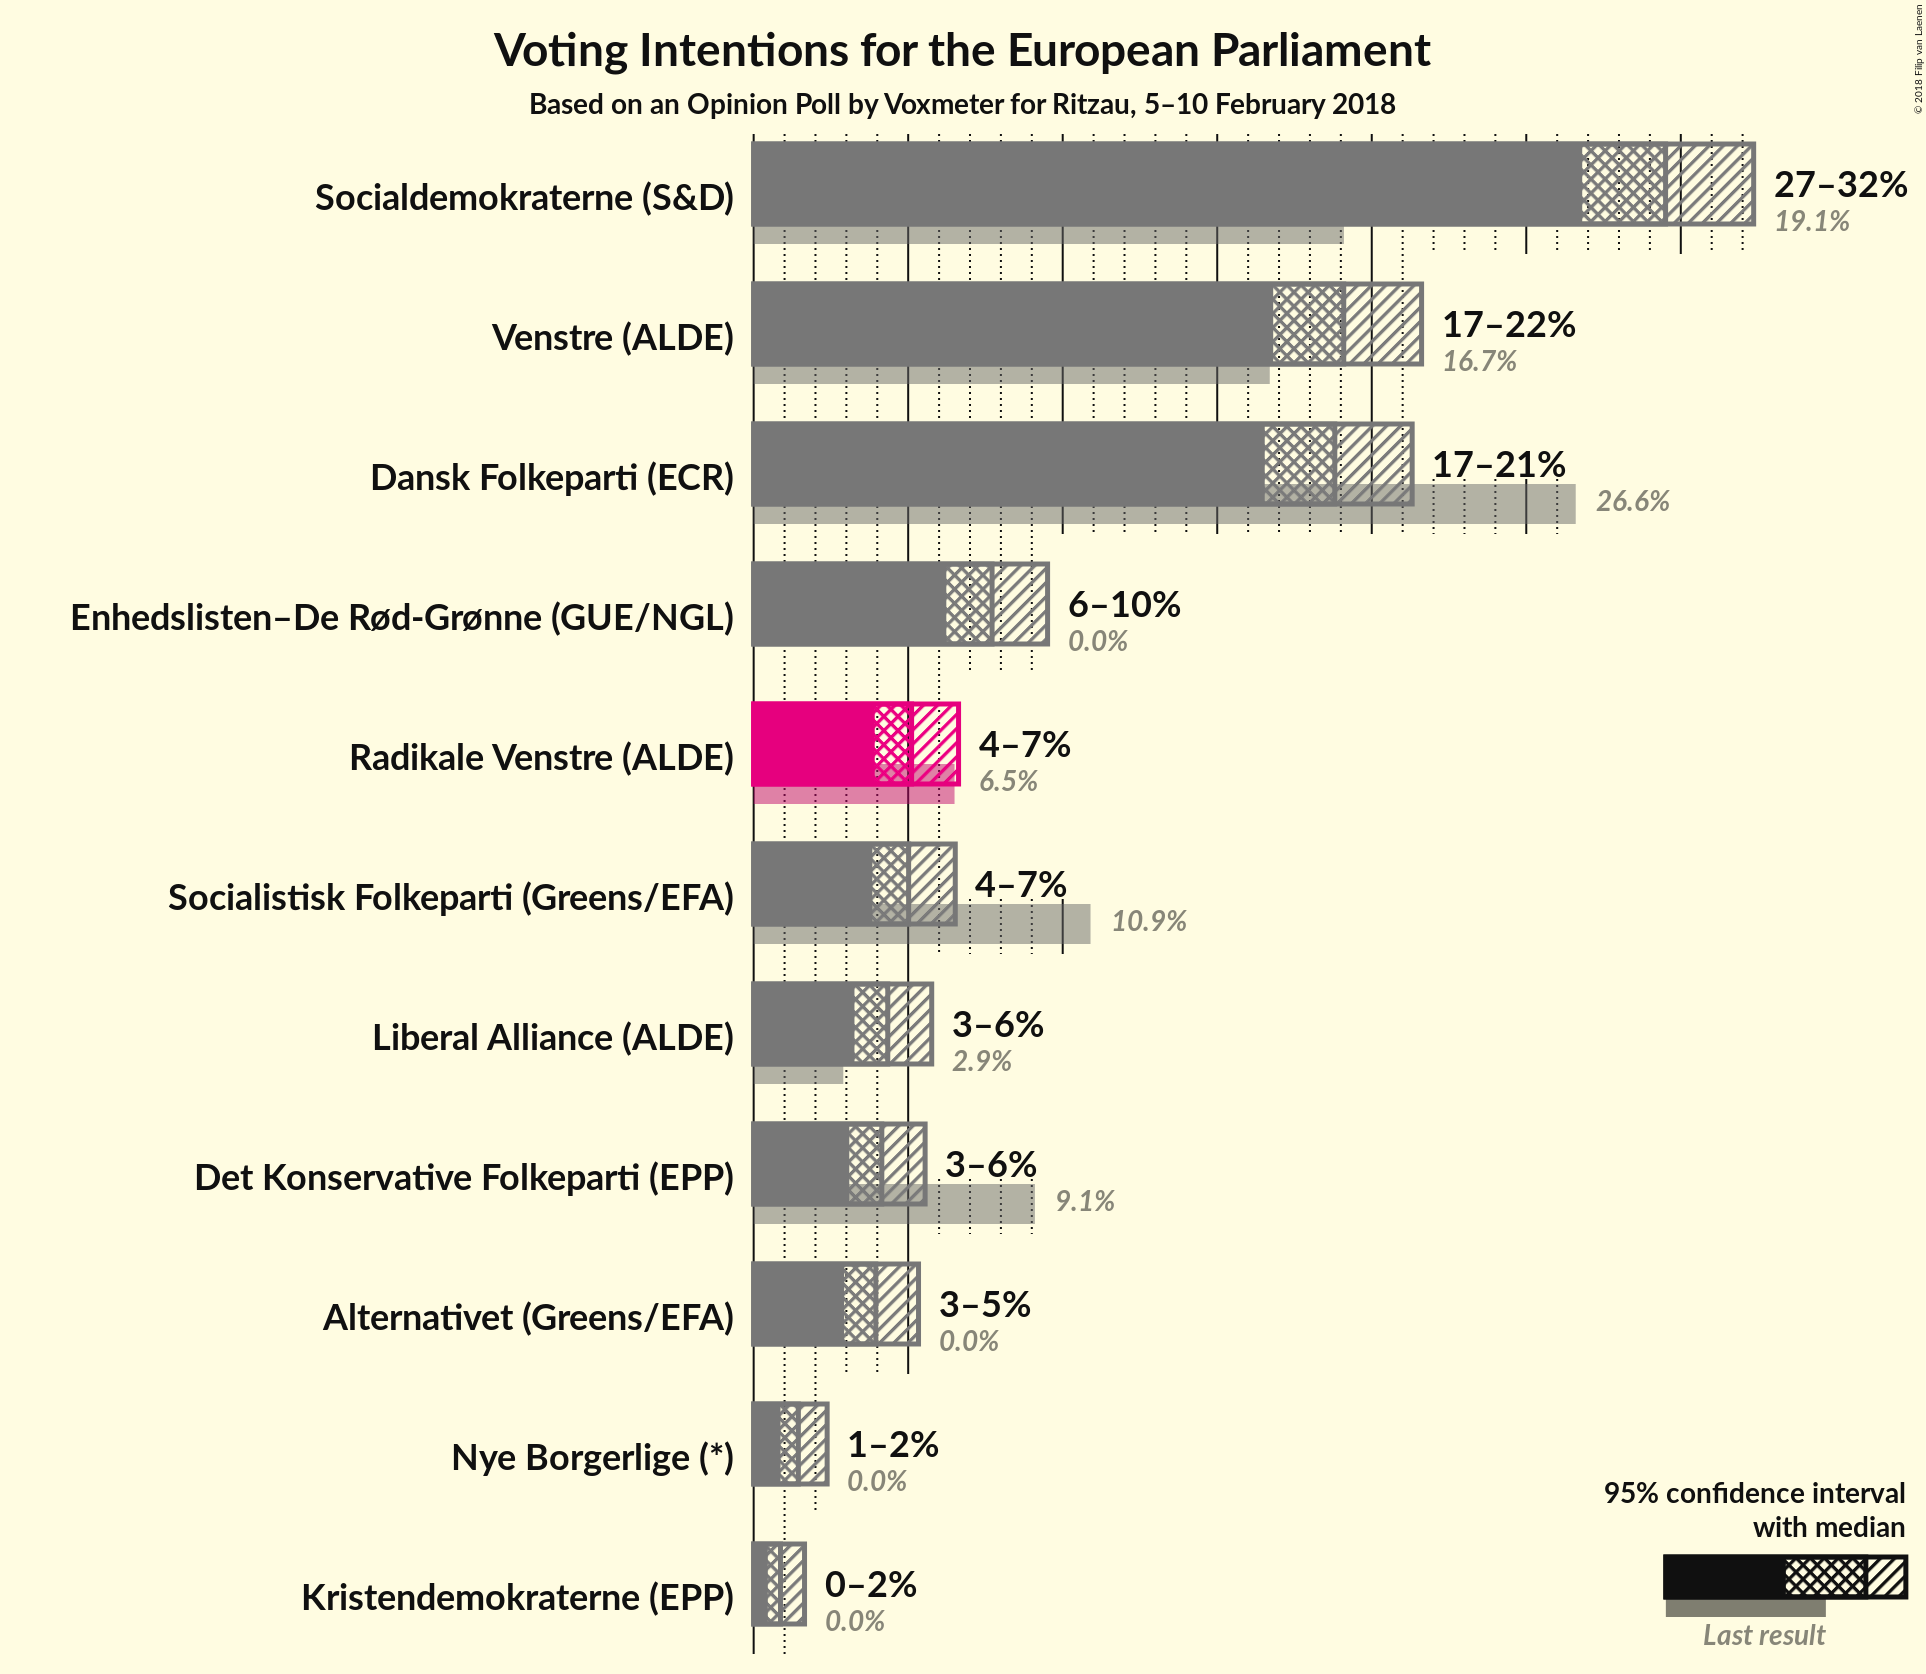 Voting Intentions for the European Parliament
Based on an Opinion Poll by Voxmeter for Ritzau, 5–10 February 2018
© 2018 Filip van Laenen
Socialdemokraterne (S&D)
27–32%
19.1%
Venstre (ALDE)
17–22%
16.7%
Dansk Folkeparti (ECR)
17–21%
26.6%
Enhedslisten–De Rød-Grønne (GUE/NGL)
6–10%
0.0%
Radikale Venstre (ALDE)
4–7%
6.5%
Socialistisk Folkeparti (Greens/EFA)
4–7%
10.9%
Liberal Alliance (ALDE)
3–6%
2.9%
Det Konservative Folkeparti (EPP)
3–6%
9.1%
Alternativet (Greens/EFA)
3–5%
0.0%
Nye Borgerlige (*)
1–2%
0.0%
Kristendemokraterne (EPP)
0–2%
0.0%
95% confidence interval
with median
Last result